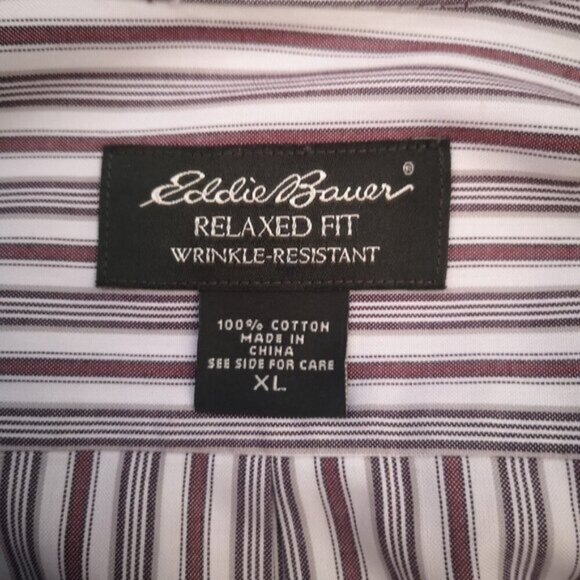 Eddie Bauer®
RELAXED FIT
WRINKLE-RESISTANT
100% COTTON
MADE IN
CHINA
SEE SIDE FOR CARE
XL